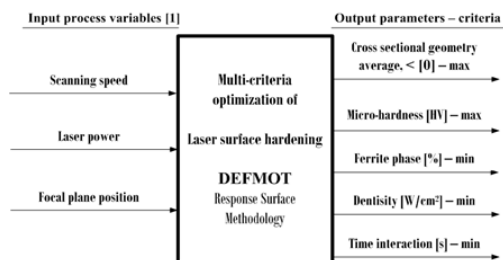 Input process variables [1]
Output parameters – criteria
Scanning speed
Laser power
Focal plane position
Multi-criteria
optimization of
Laser surface hardening
DEFMOT
Response Surface
Methodology
Cross sectional geometry
average, < [0] – max
Micro-hardness [HV] – max
Ferrite phase [%] – min
Dentisity [W/cm²] – min
Time interaction [s] – min